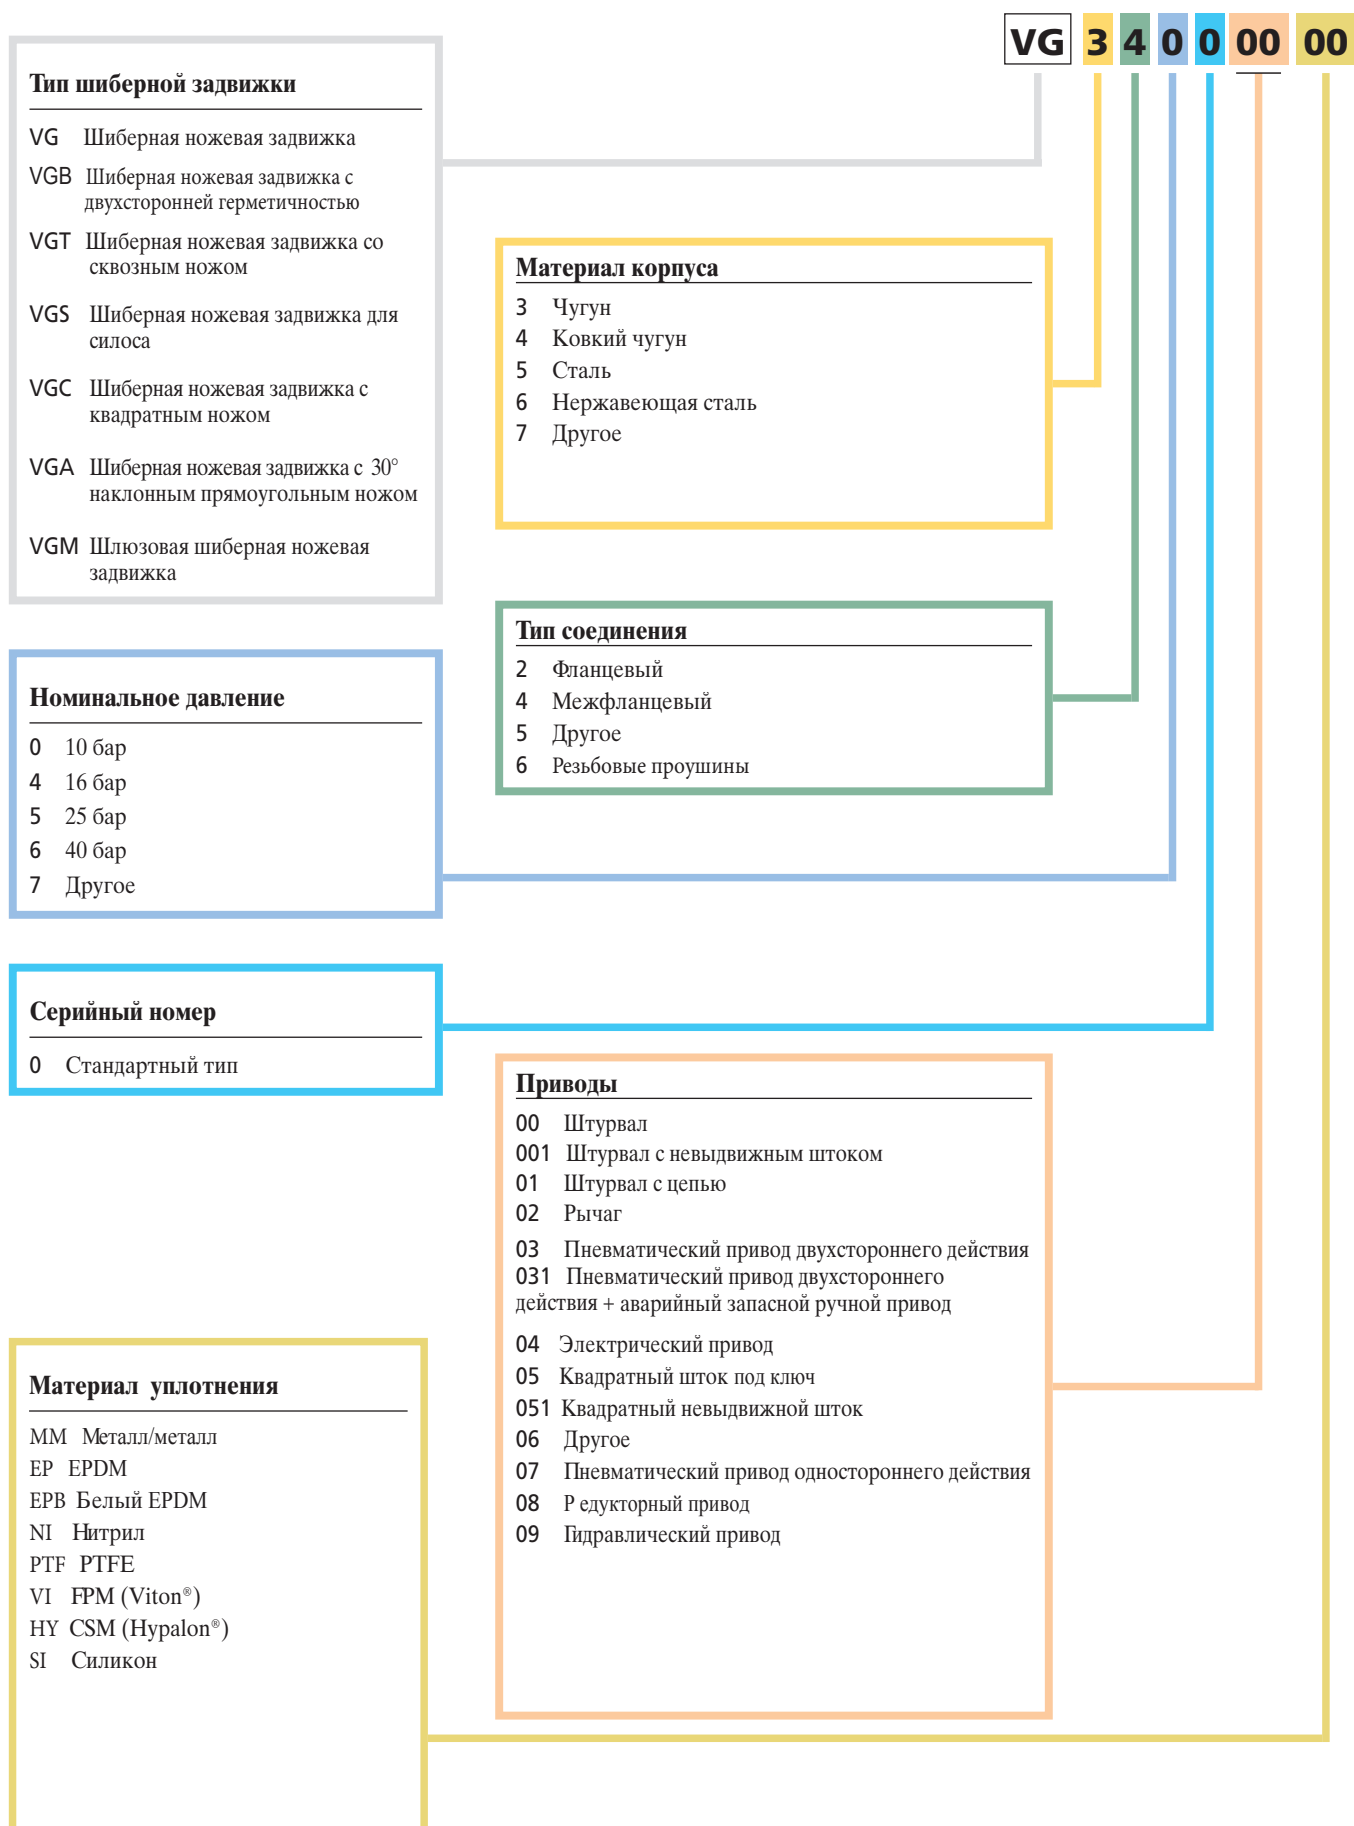 VG 3 4 0 0 00 00
Тип шиберной задвижки
VG Шиберная ножевая задвижка
VGB Шиберная ножевая задвижка с
двухсторонней герметичностью
VGT Шиберная ножевая задвижка со
сквозным ножом
VGS Шиберная ножевая задвижка для
силоса
VGC Шиберная ножевая задвижка с
квадратным ножом
VGA Шиберная ножевая задвижка с 30°
наклонным прямоугольным ножом
VGM Шлюзовая шиберная ножевая
задвижка
Материал корпуса
3 Чугун
4 Ковкий чугун
5 Сталь
6 Нержавеющая сталь
7 Другое
Тип соединения
2 Фланцевый
4 Межфланцевый
5 Другое
6 Резьбовые проушины
Номинальное давление
0 10 бар
4 16 бар
5 25 бар
6 40 бар
7 Другое
Серийный номер
0 Стандартный тип
Приводы
00 Штурвал
001 Штурвал с невыдвижным штоком
01 Штурвал с цепью
02 Рычаг
03 Пневматический привод двухстороннего действия
031 Пневматический привод двухстороннего
действия + аварийный запасной ручной привод
04 Электрический привод
05 Квадратный шток под ключ
051 Квадратный невыдвижной шток
06 Другое
07 Пневматический привод одностороннего действия
08 Р едукторный привод
09 Гидравлический привод
Материал уплотнения
MM Металл/металл
EP EPDM
EPB Белый EPDM
NI Нитрил
PTF PTFE
VI FPM (Viton®)
HY CSM (Hypalon®)
SI Силикон